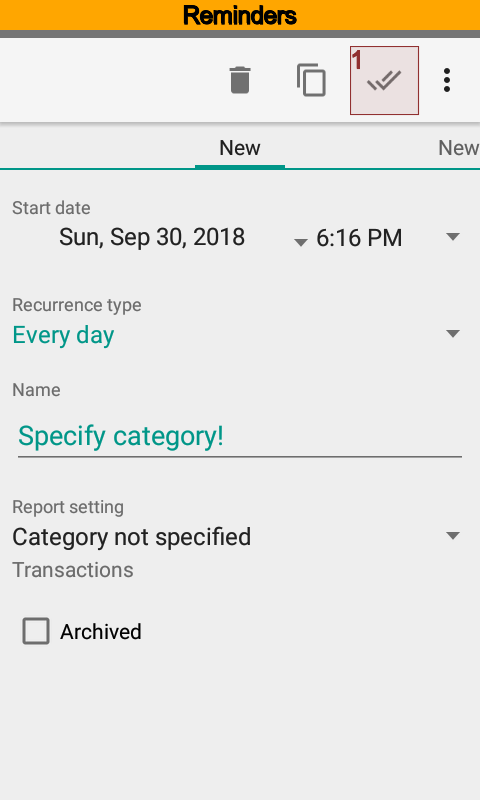 Reminders
1
New
New
Start date
Sun, Sep 30, 2018 6:16 PM
Recurrence type
Every day
Name
Specify category!
Report setting
Category not specified
Transactions
Archived